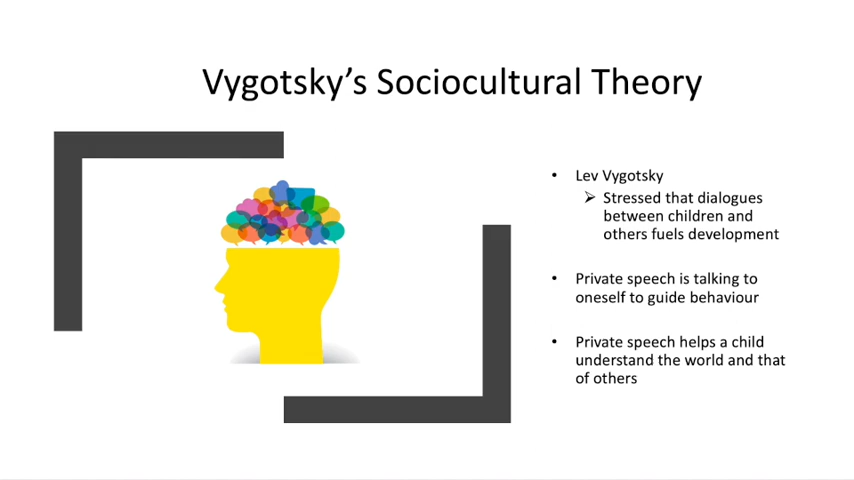 Vygotsky’s Sociocultural Theory
• Lev Vygotsky
➢ Stressed that dialogues
between children and
others fuels development
• Private speech is talking to
oneself to guide behaviour
• Private speech helps a child
understand the world and that
of others